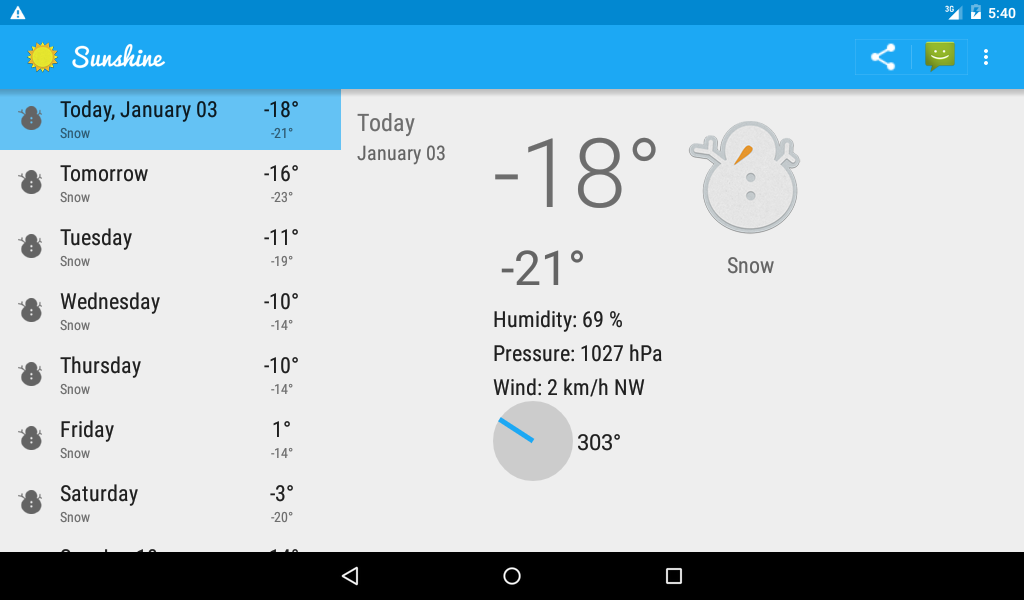 3G 5:40
Sunshine
Today, January 03 -18°
Snow -21°
Tomorrow -16°
Snow -23°
Tuesday -11°
Snow -19°
Wednesday -10°
Snow -14°
Thursday -10°
Snow -14°
Friday 1°
Snow -14°
Saturday -3°
Snow -20°
Today
January 03
-18°
-21°
Snow
Humidity: 69 %
Pressure: 1027 hPa
Wind: 2 km/h NW
303°